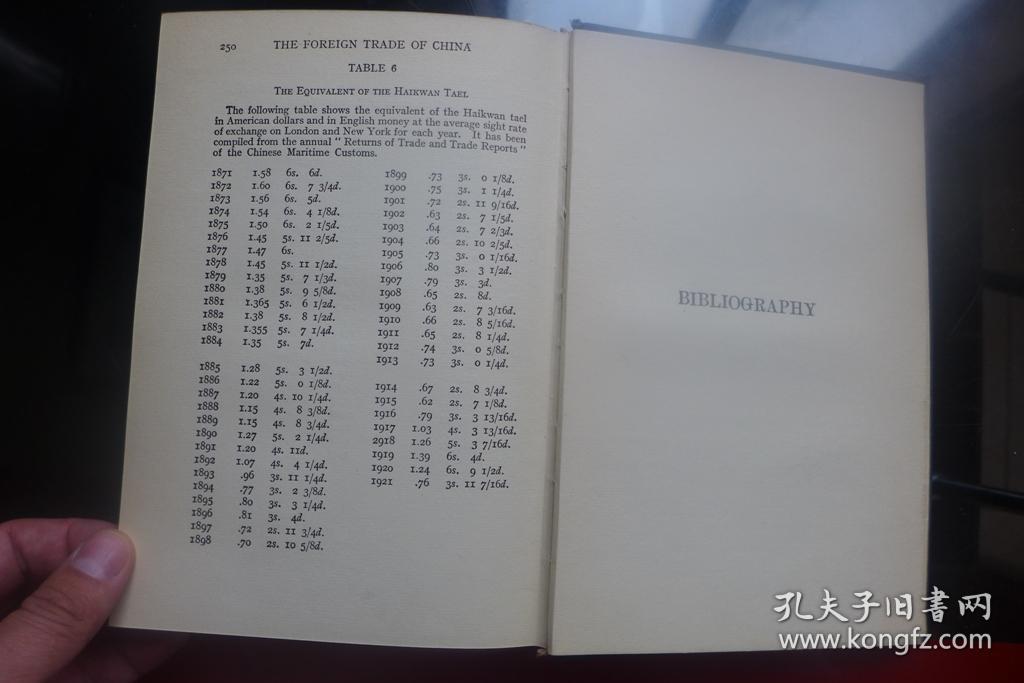 250 THE FOREIGN TRADE OF CHINA
TABLE 6
THE EQUIVALENT OF THE HAIKWAN TAEL
The following table shows the equivalent of the Haikwan tael
in American dollars and in English money at the average sight rate
of exchange on London and New York for each year. It has been
compiled from the annual " Returns of Trade and Trade Reports "
of the Chinese Maritime Customs.
1871 1.58 6s. 6d.
1872 1.60 6s. 7 3/4d.
1873 1.56 6s. 5d.
1874 1.54 6s. 4 1/8d.
1875 1.50 6s. 2 1/5d.
1876 1.45 5s. 11 2/5d.
1877 1.47 6s.
1878 1.45 5s. 11 1/2d.
1879 1.35 5s. 7 1/3d.
1880 1.38 5s. 9 5/8d.
1881 1.365 5s. 6 1/2d.
1882 1.38 5s. 8 1/2d.
1883 1.355 5s. 7 1/4d.
1884 1.35 5s. 7d.
1885 1.28 5s. 3 1/2d.
1886 1.22 5s. 0 1/8d.
1887 1.20 4s. 10 1/4d.
1888 1.15 4s. 8 3/8d.
1889 1.15 4s. 8 3/4d.
1890 1.27 5s. 2 1/4d.
1891 1.20 4s. 11d.
1892 1.07 4s. 4 1/4d.
1893 .96 3s. 11 1/4d.
1894 .77 3s. 2 3/8d.
1895 .80 3s. 3 1/4d.
1896 .81 3s. 4d.
1897 .72 2s. 11 3/4d.
1898 .70 2s. 10 5/8d.
1899 .73 3s. 0 1/8d.
1900 .75 3s. 1 1/4d.
1901 .72 2s. 11 9/16d.
1902 .63 2s. 7 1/5d.
1903 .64 2s. 7 2/3d.
1904 .66 2s. 10 2/5d.
1905 .73 3s. 0 1/16d.
1906 .80 3s. 3 1/2d.
1907 .79 3s. 3d.
1908 .65 2s. 8d.
1909 .63 2s. 7 3/16d.
1910 .66 2s. 8 5/16d.
1911 .65 2s. 8 1/4d.
1912 .74 3s. 0 5/8d.
1913 .73 3s. 0 1/4d.
1914 .67 2s. 8 3/4d.
1915 .62 2s. 7 1/8d.
1916 .79 3s. 3 13/16d.
1917 1.03 4s. 3 13/16d.
2918 1.26 5s. 3 7/16d.
1919 1.39 6s. 4d.
1920 1.24 6s. 9 1/2d.
1921 .76 3s. 11 7/16d.
BIBLIOGRAPHY
孔夫子旧书网
www.kongfz.com